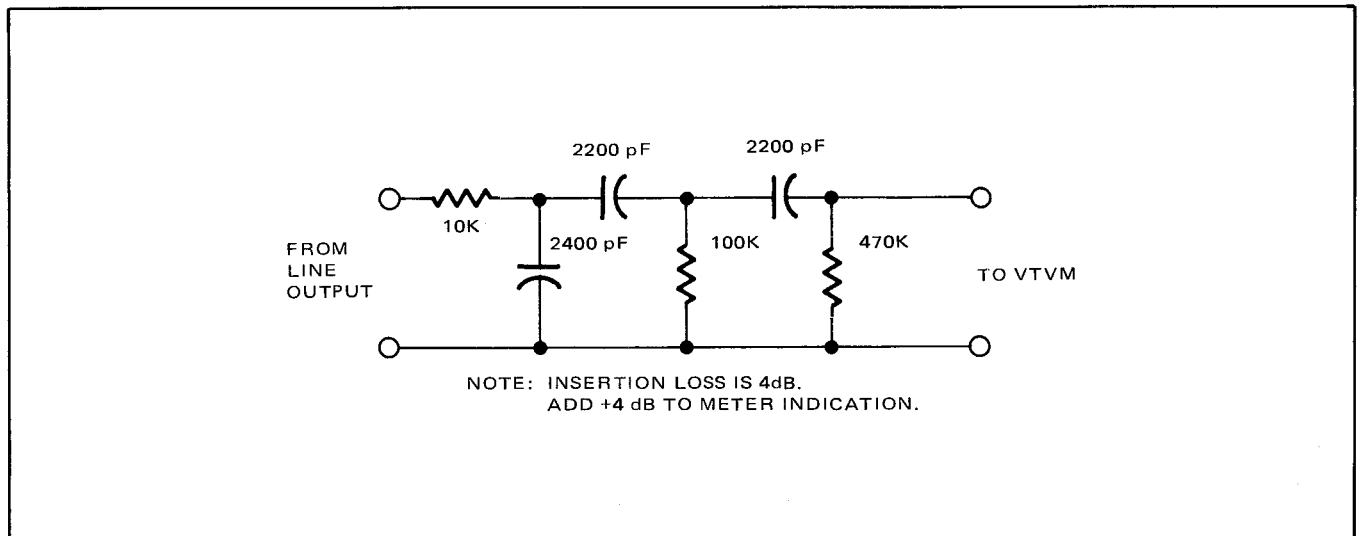 2200 pF
2200 pF
10K
2400 pF
100K
470K
FROM
LINE
OUTPUT
TO VTVM
NOTE: INSERTION LOSS IS 4dB.
ADD +4 dB TO METER INDICATION.